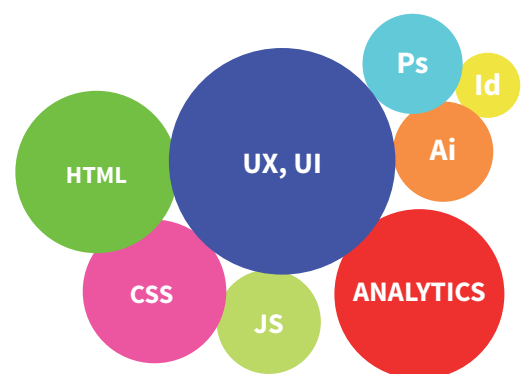 Ps
Id
UX, UI
Ai
HTML
CSS
ANALYTICS
JS